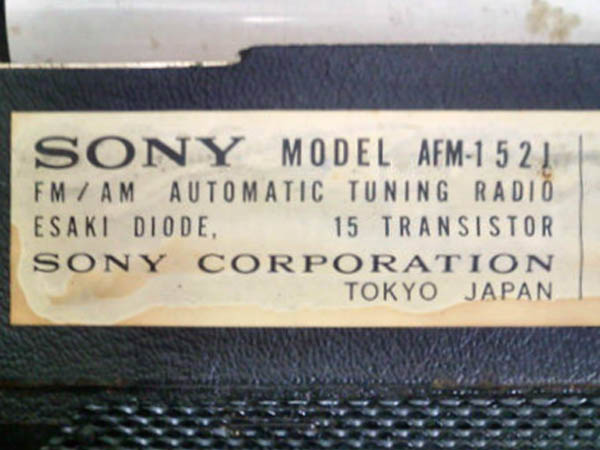 SONY MODEL AFM-152J
FM/AM AUTOMATIC TUNING RADIO
ESAKI DIODE, 15 TRANSISTOR
SONY CORPORATION
TOKYO JAPAN